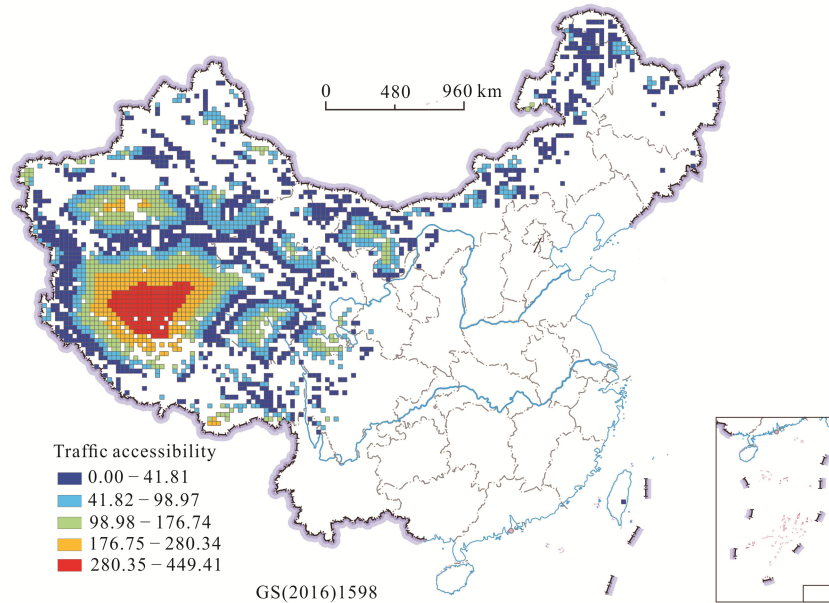 0 480 960 km
Traffic accessibility
0.00 – 41.81
41.82 – 98.97
98.98 – 176.74
176.75 – 280.34
280.35 – 449.41
GS(2016)1598